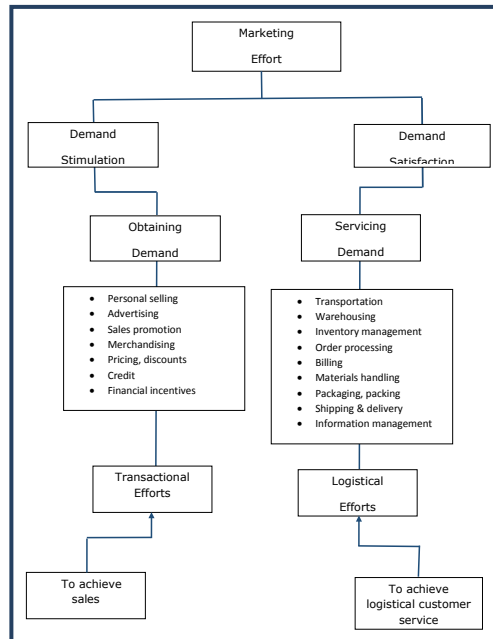 Marketing
Effort
Demand
Stimulation
Demand
Satisfaction
Obtaining
Demand
Servicing
Demand
• Personal selling
• Advertising
• Sales promotion
• Merchandising
• Pricing, discounts
• Credit
• Financial incentives
• Transportation
• Warehousing
• Inventory management
• Order processing
• Billing
• Materials handling
• Packaging, packing
• Shipping & delivery
• Information management
Transactional
Efforts
Logistical
Efforts
To achieve
sales
To achieve
logistical customer
service